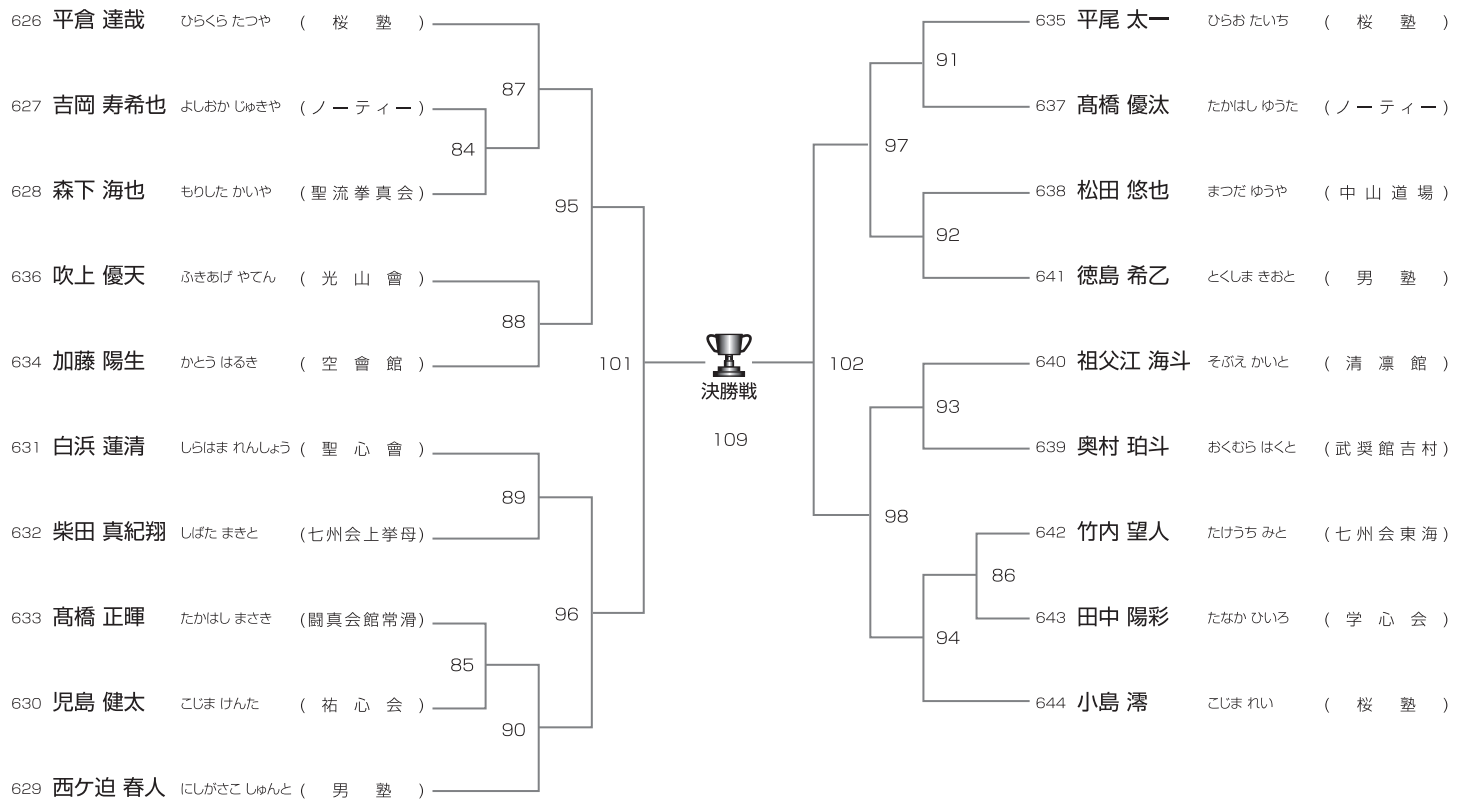 626 平倉 達哉 ひらくら たつや ( 桜 塾 )
87
627 吉岡 寿希也 よしおか じゅきや ( ノーティー )
84
628 森下 海也 もりした かいや ( 聖流拳真会 )
95
636 吹上 優天 ふきあげ やてん ( 光 山 會 )
88
634 加藤 陽生 かとう はるき ( 空 會 館 )
101
631 白浜 蓮清 しらはま れんしょう ( 聖 心 會 )
89
632 柴田 真紀翔 しばた まきと ( 七州会上挙母 )
96
633 髙橋 正暉 たかはし まさき ( 闘真会館常滑 )
85
630 児島 健太 こじま けんた ( 祐 心 会 )
90
629 西ケ迫 春人 にしがさこ しゅんと ( 男 塾 )
決勝戦
109
635 平尾 太一 ひらお たいち ( 桜 塾 )
91
637 髙橋 優汰 たかはし ゆうた ( ノーティー )
97
638 松田 悠也 まつだ ゆうや ( 中山道場 )
92
641 徳島 希乙 とくしま きおと ( 男 塾 )
102
640 祖父江 海斗 そぶえ かいと ( 清 凛 館 )
93
639 奥村 珀斗 おくむら はくと ( 武奨館吉村 )
98
642 竹内 望人 たけうち みと ( 七州会東海 )
86
643 田中 陽彩 たなか ひいろ ( 学 心 会 )
94
644 小島 澪 こじま れい ( 桜 塾 )